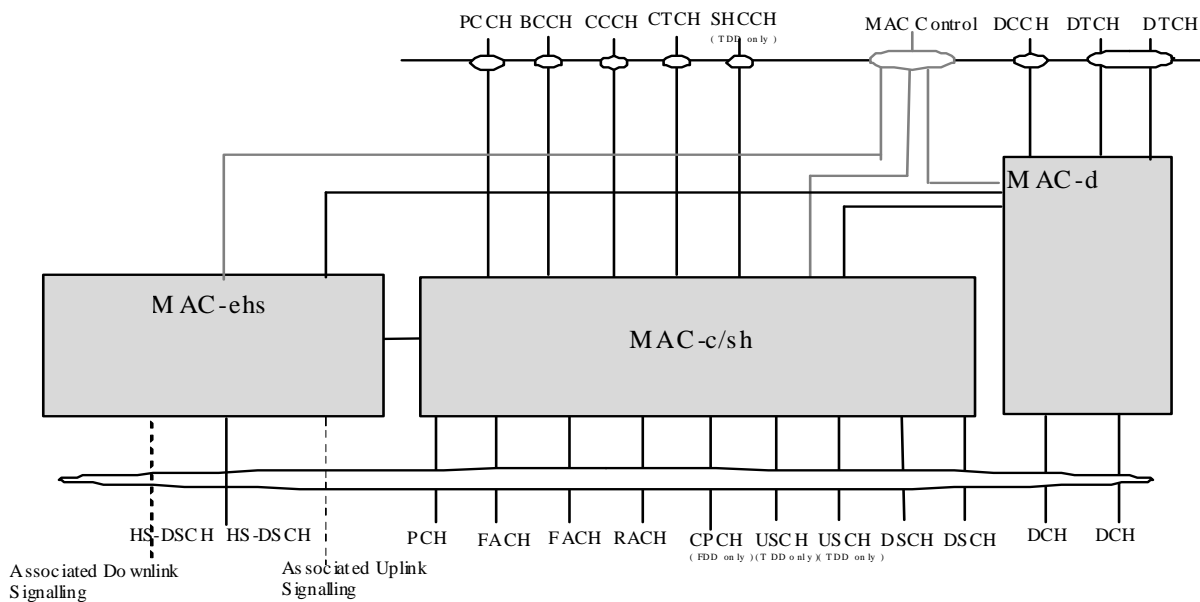 PCCH BCCH CCCH CTCH SHCCH MAC Control DCCH DTCH DTCH
( TDD only )
MAC-d
MAC-ehs
MAC-c/sh
HS-DSCH HS-DSCH PCH FACH FACH RACH CPCH USCH USCH DSCH DSCH DCH DCH
( FDD only ) ( TDD only ) ( TDD only )
Associated Downlink
Signalling
Associated Uplink
Signalling